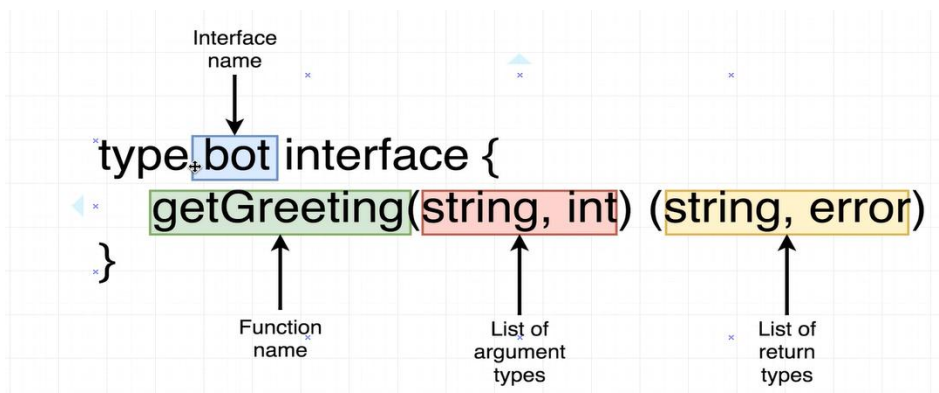 Interface
name
type bot interface {
getGreeting(string, int) (string, error)
}
Function
name
List of
argument
types
List of
return
types